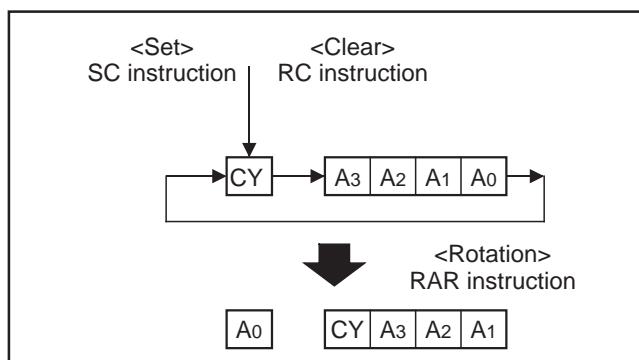 <Set> <Clear>
SC instruction RC instruction
CY A3 A2 A1 A0
<Rotation>
RAR instruction
A0 CY A3 A2 A1